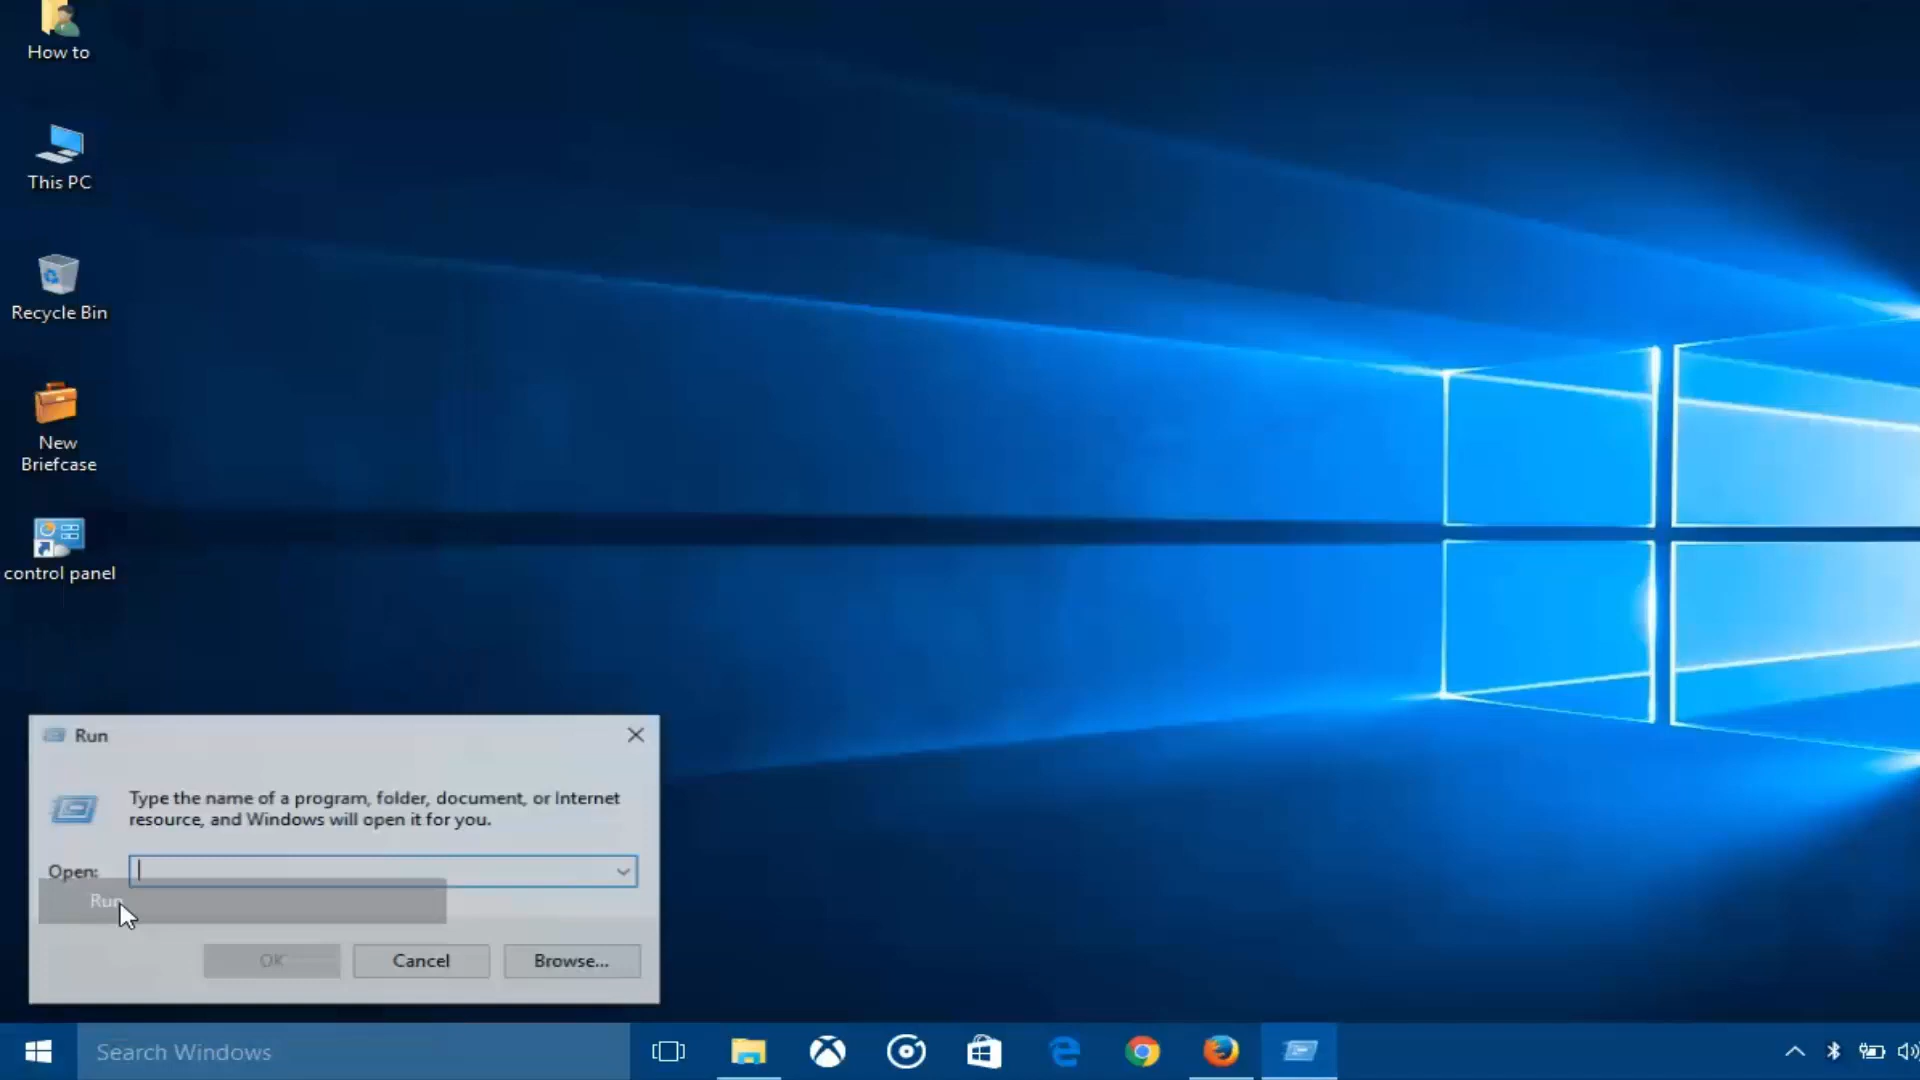 How to
This PC
Recycle Bin
New
Briefcase
control panel
Run
Type the name of a program, folder, document, or Internet
resource, and Windows will open it for you.
Open:
Run
OK
Cancel
Browse...
Search Windows